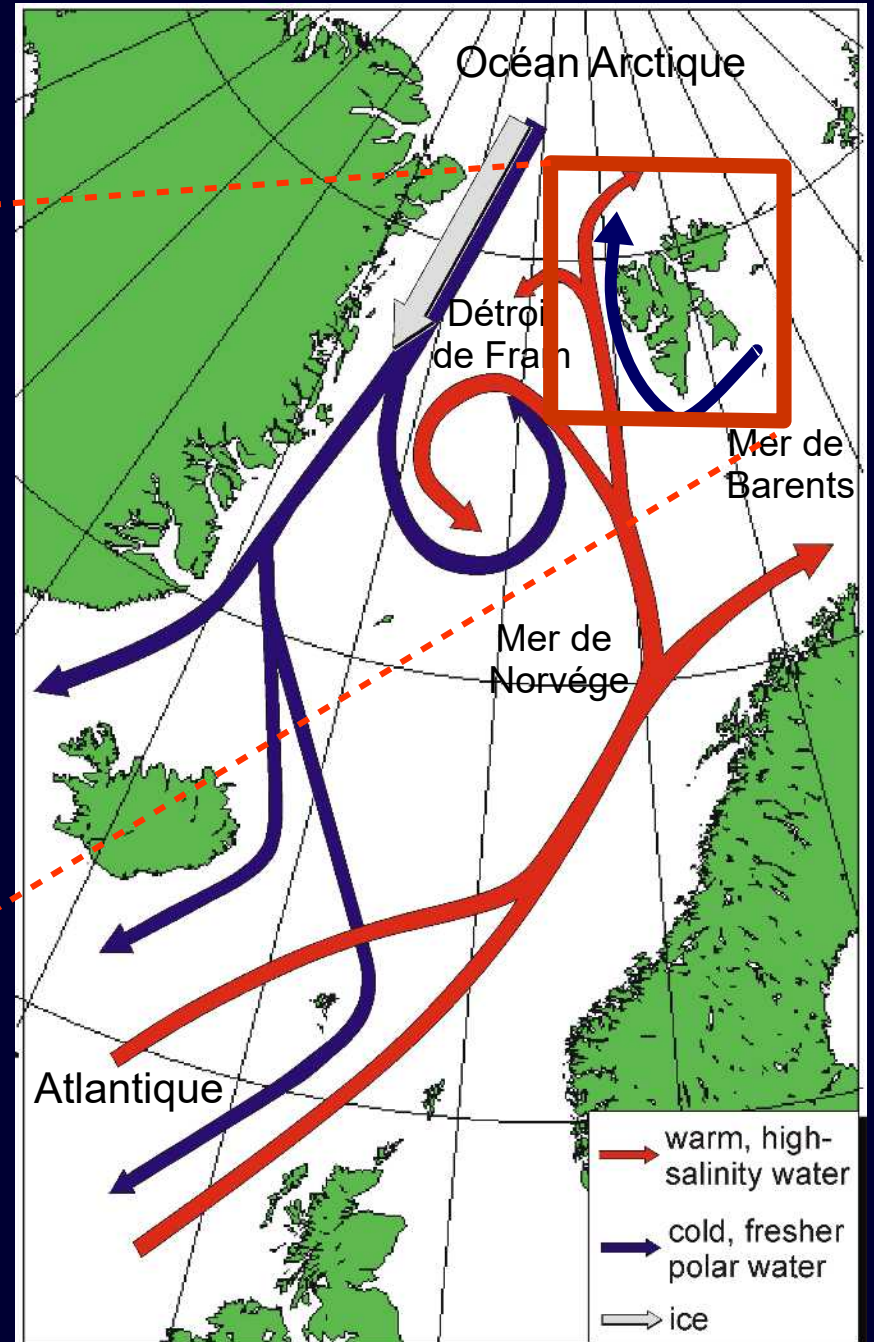 Océan Arctique
Détroi
de Fram
Mer de
Barents
Mer de
Norvége
Atlantique
warm, high-
salinity water
cold, fresher
polar water
ice